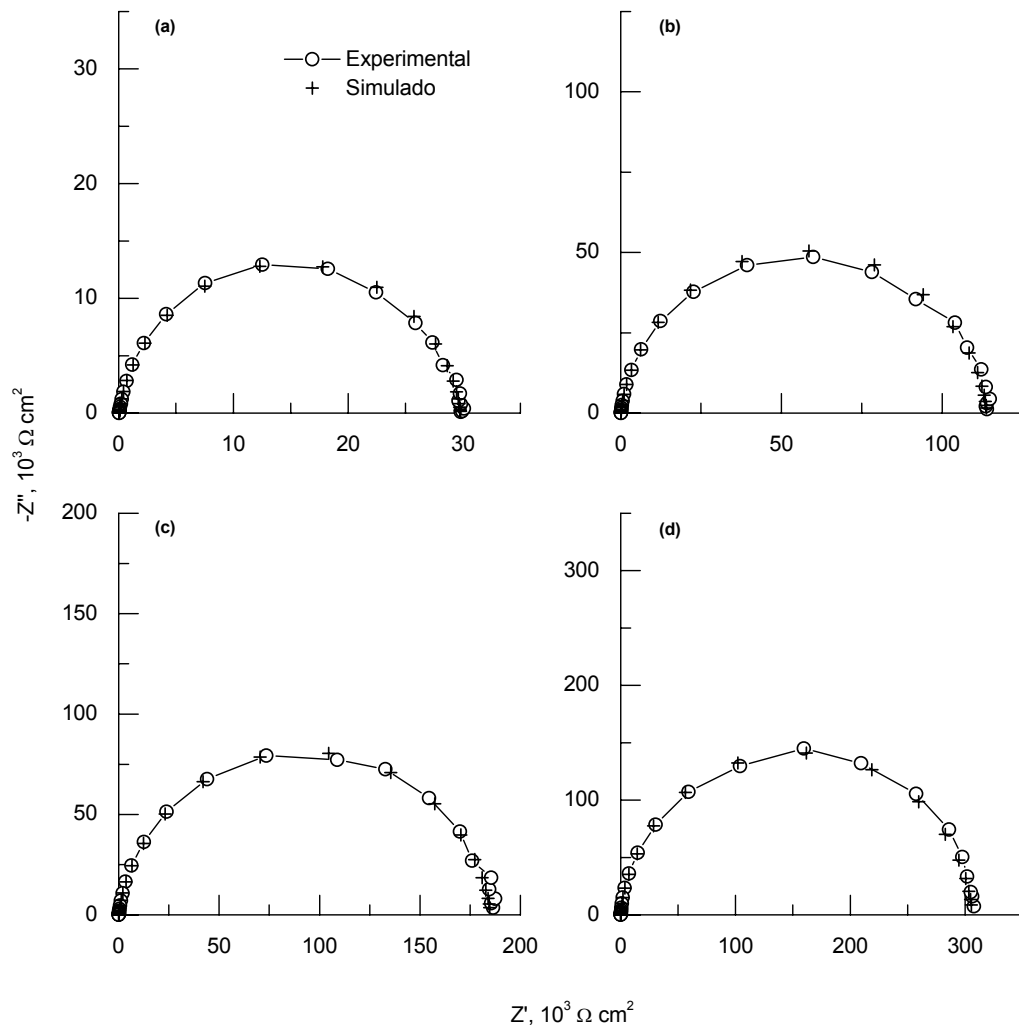 (a)
Experimental
Simulado
30
20
10
0
0 10 20 30
(b)
100
50
0
0 50 100
-Z'', 10³ Ω cm²
(c)
200
150
100
50
0
0 50 100 150 200
(d)
300
200
100
0
0 100 200 300
Z', 10³ Ω cm²